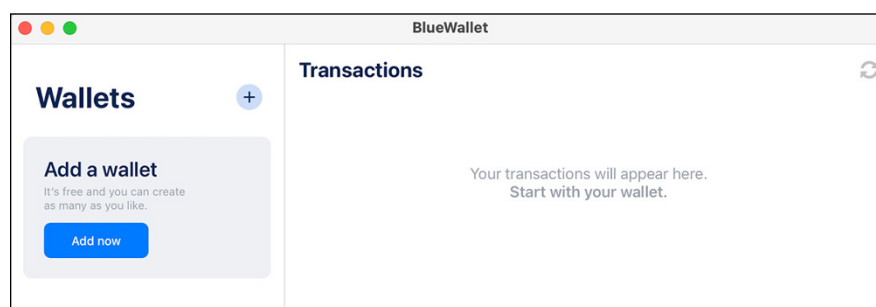 BlueWallet
Wallets
+
Add a wallet
It's free and you can create
as many as you like.
Add now
Transactions
Your transactions will appear here.
Start with your wallet.